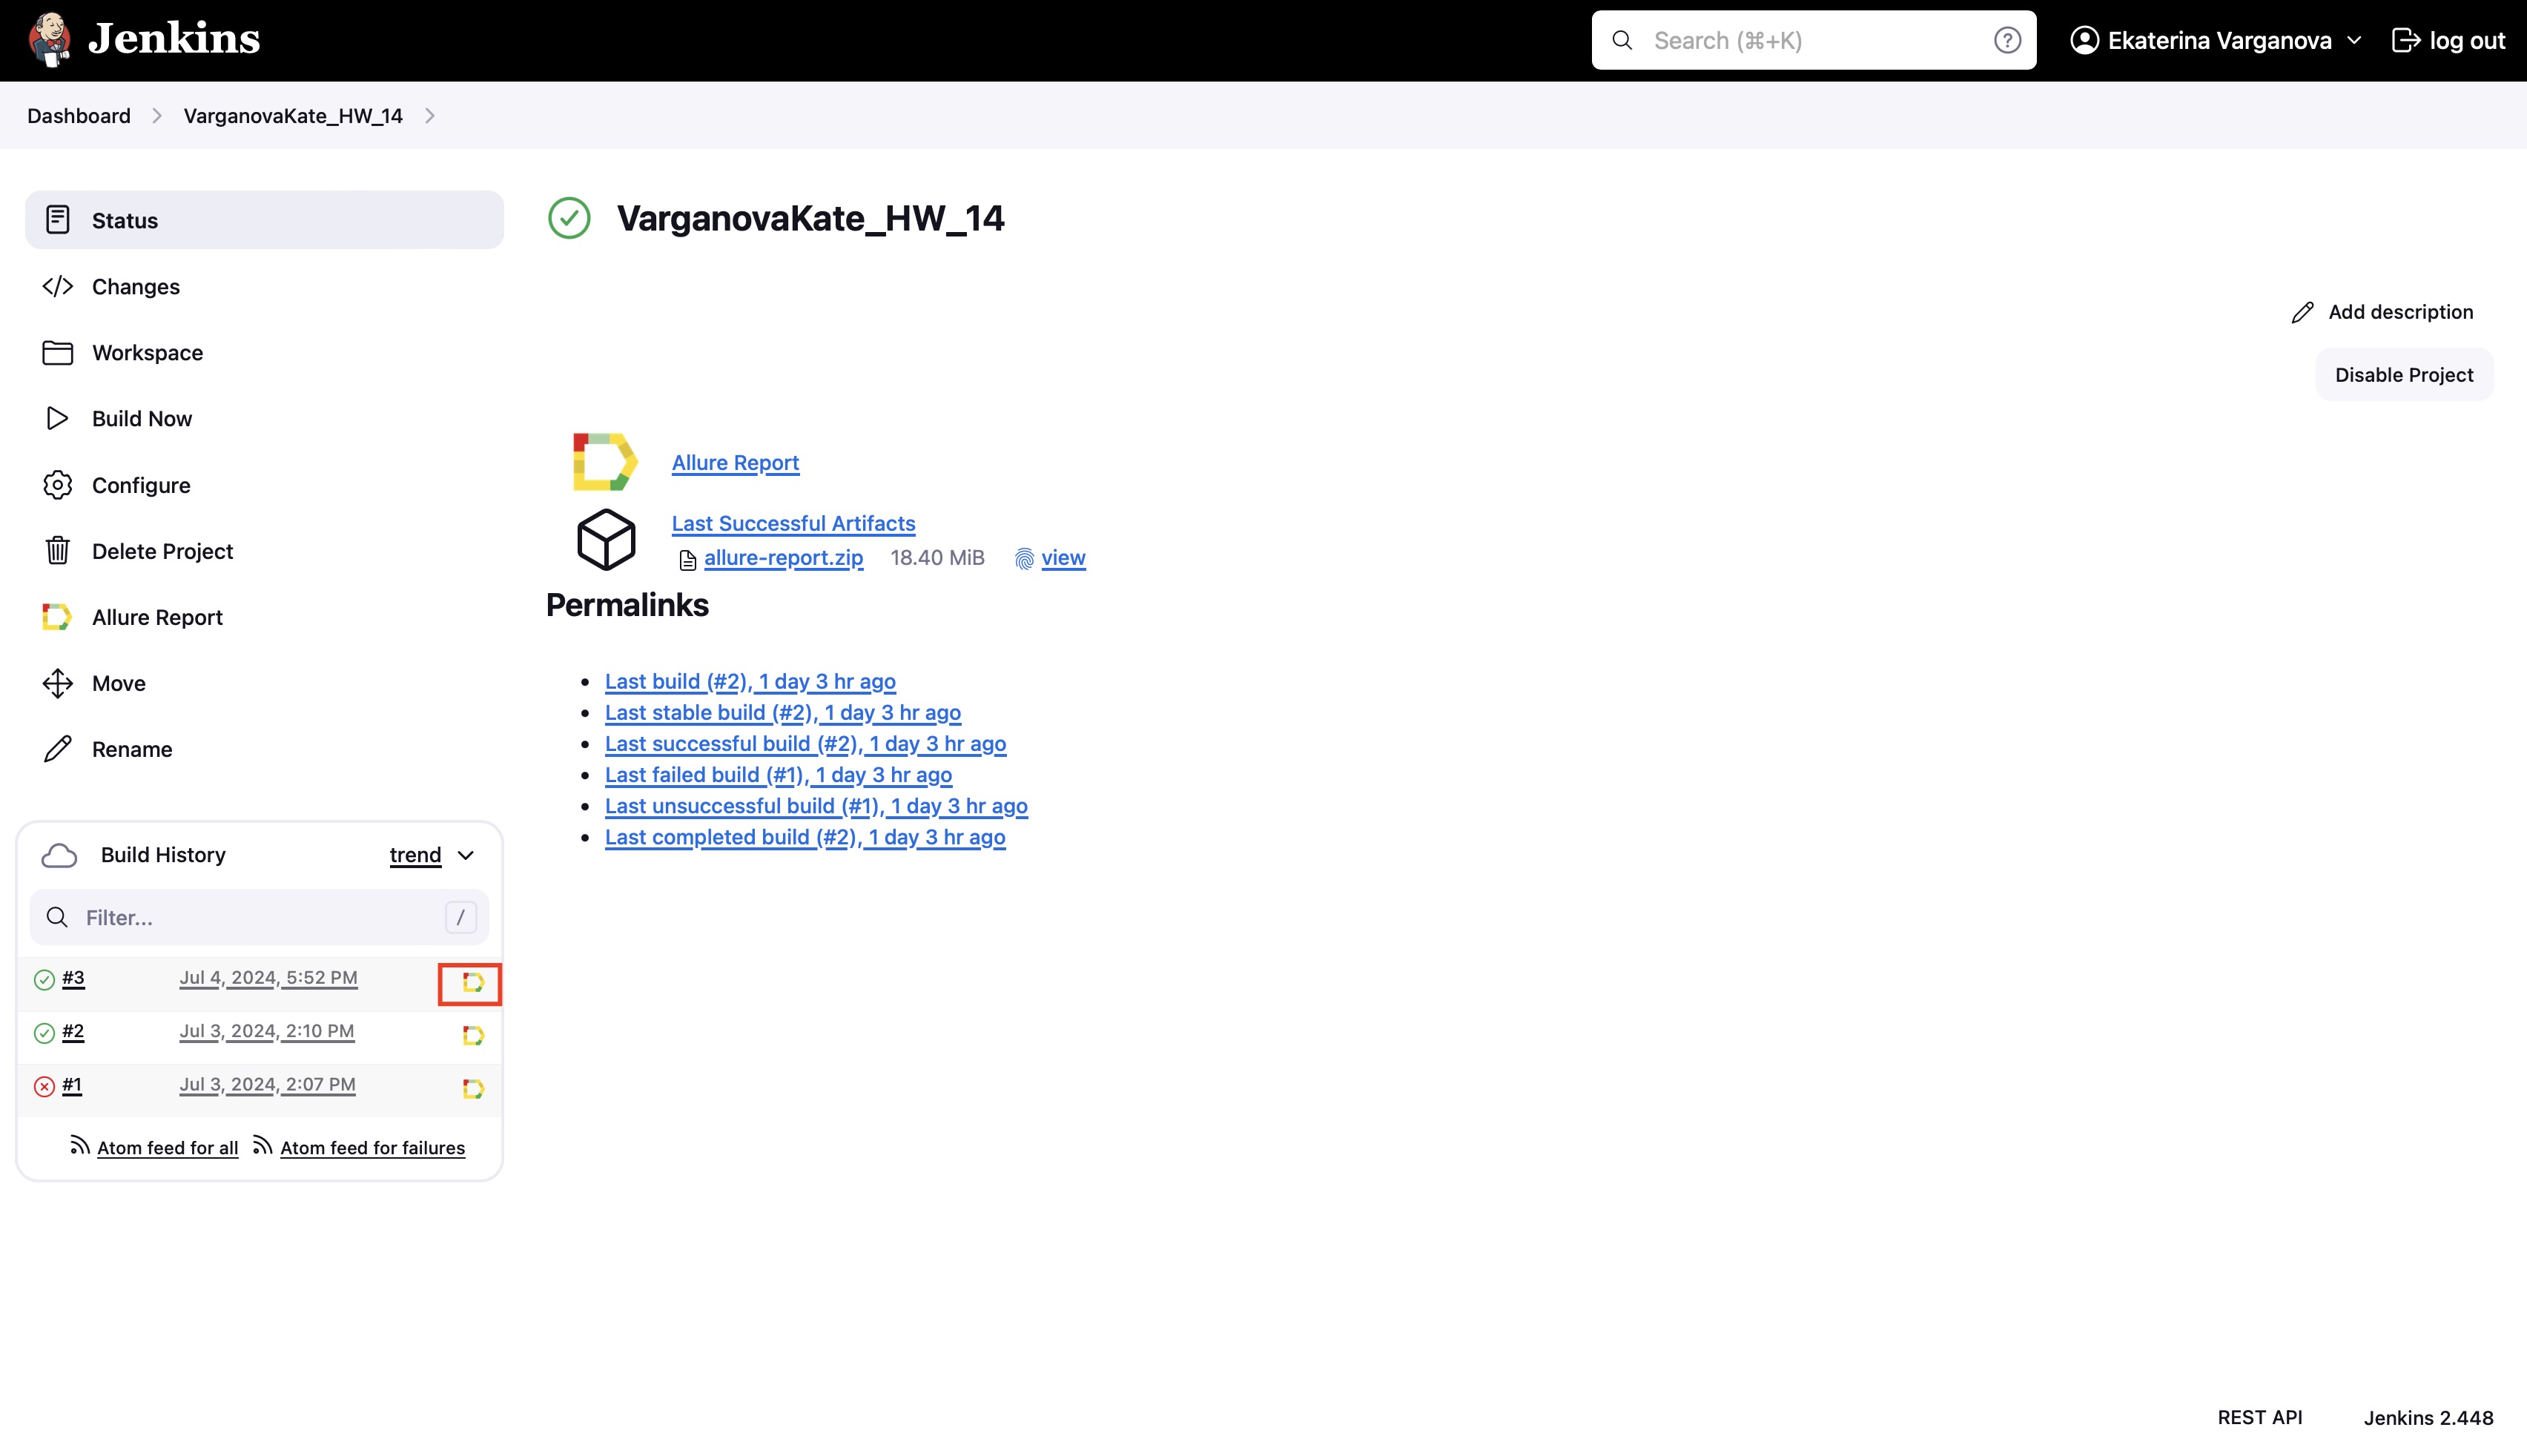 Jenkins
Search (⌘+K)
Ekaterina Varganova
log out
Dashboard
VarganovaKate_HW_14
Status
Changes
Workspace
Build Now
Configure
Delete Project
Allure Report
Move
Rename
Build History
trend
Filter...
/
#3 Jul 4, 2024, 5:52 PM
#2 Jul 3, 2024, 2:10 PM
#1 Jul 3, 2024, 2:07 PM
Atom feed for all
Atom feed for failures
VarganovaKate_HW_14
Add description
Disable Project
Allure Report
Last Successful Artifacts
allure-report.zip 18.40 MiB view
Permalinks
Last build (#2), 1 day 3 hr ago
Last stable build (#2), 1 day 3 hr ago
Last successful build (#2), 1 day 3 hr ago
Last failed build (#1), 1 day 3 hr ago
Last unsuccessful build (#1), 1 day 3 hr ago
Last completed build (#2), 1 day 3 hr ago
REST API
Jenkins 2.448